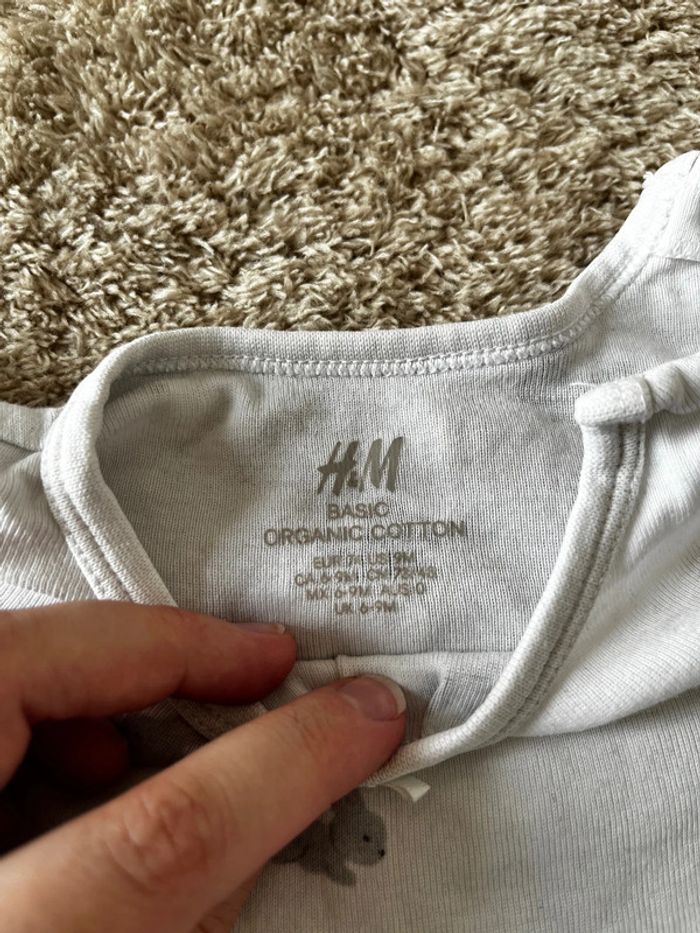 H&M
BASIC
ORGANIC COTTON
EUR 74 US 9M
CA 6-9M CN 73/48
MX 6-9M AUS 0
UK 6-9M